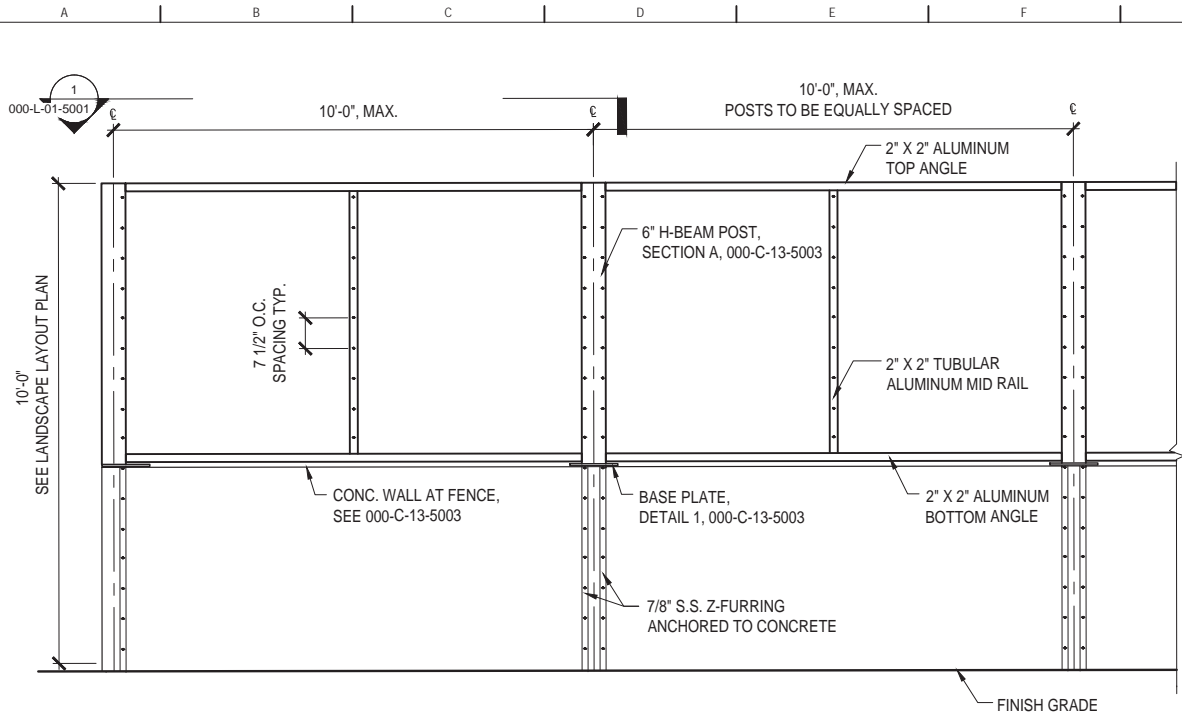 A B C D E F
1
000-L-01-5001
℄
10'-0", MAX.
℄
10'-0", MAX.
POSTS TO BE EQUALLY SPACED
℄
2" X 2" ALUMINUM
TOP ANGLE
6" H-BEAM POST,
SECTION A, 000-C-13-5003
7 1/2" O.C.
SPACING TYP.
10'-0"
SEE LANDSCAPE LAYOUT PLAN
2" X 2" TUBULAR
ALUMINUM MID RAIL
CONC. WALL AT FENCE,
SEE 000-C-13-5003
BASE PLATE,
DETAIL 1, 000-C-13-5003
2" X 2" ALUMINUM
BOTTOM ANGLE
7/8" S.S. Z-FURRING
ANCHORED TO CONCRETE
FINISH GRADE